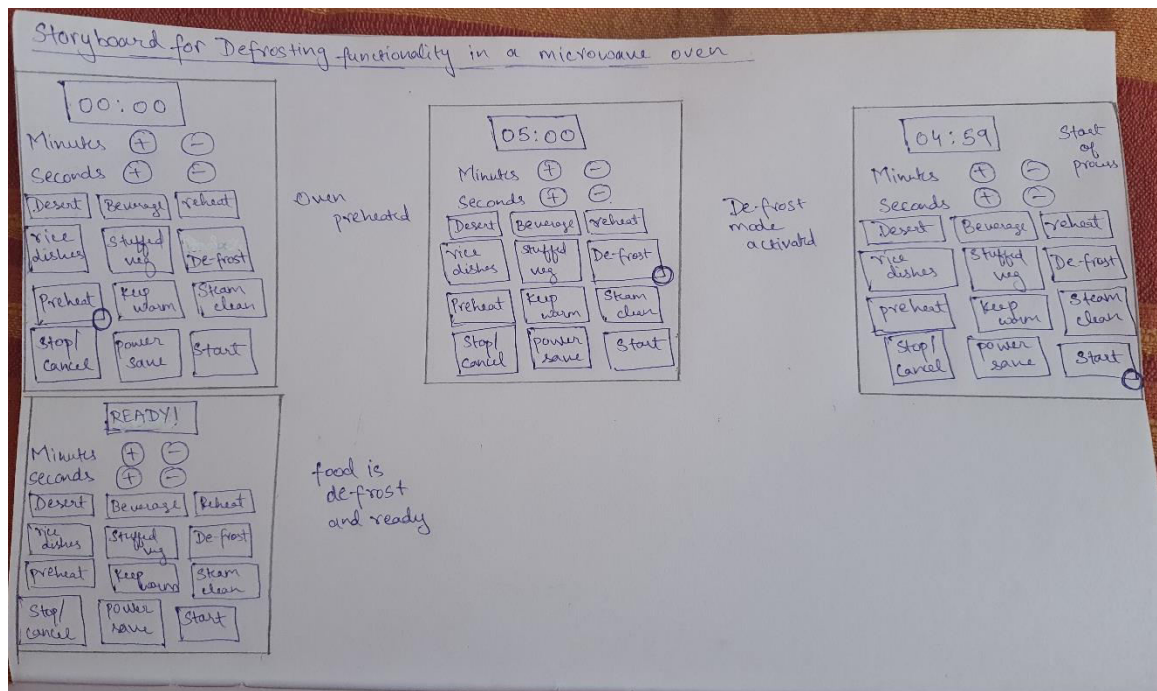 Storyboard for Defrosting functionality in a microwave oven
00:00
Minutes + -
Seconds + -
Desert Beverage reheat
rice dishes
stuffed veg
De-frost
Preheat
Keep warm
Steam clean
Stop/ cancel
power save
Start
Oven
preheated
05:00
Minutes + -
Seconds + -
Desert Beverage reheat
rice dishes
stuffed veg
De-frost
Preheat
Keep warm
Steam clean
Stop/ Cancel
power save
Start
De-frost
mode
activated
04:59
Start
of
process
Minutes + -
Seconds + -
Desert Beverage reheat
rice dishes
Stuffed veg
De-frost
preheat
Keep warm
Steam clean
Stop/ Cancel
power save
Start
READY!
Minutes + -
Seconds + -
Desert Beverage Reheat
rice dishes
Stuffed veg
De-frost
preheat
Keep warm
Steam clean
Stop/ cancel
power save
Start
food is
de-frost
and ready